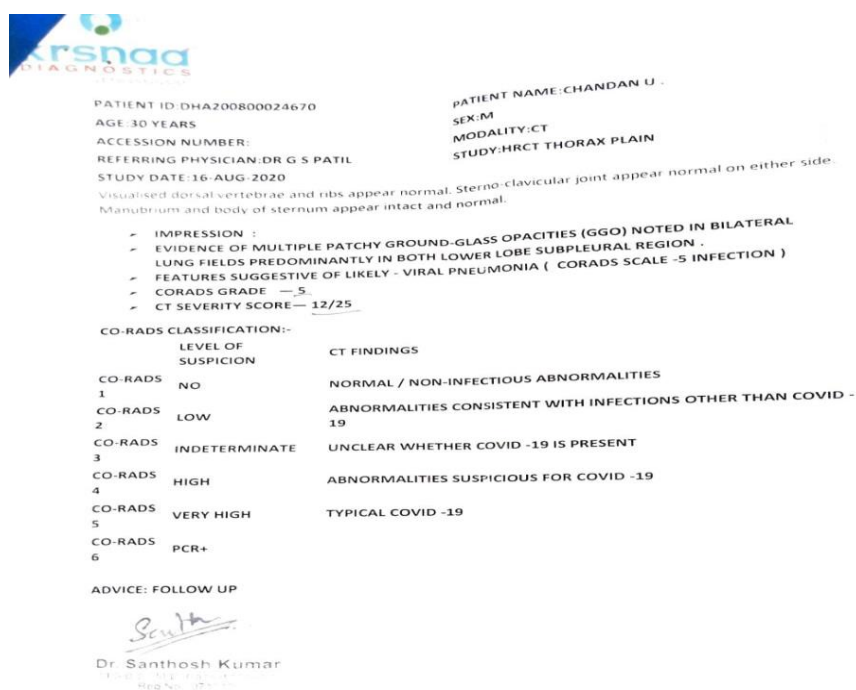 krsnaa
DIAGNOSTICS
PATIENT ID:DHA200800024670
PATIENT NAME:CHANDAN U .
AGE:30 YEARS
SEX:M
ACCESSION NUMBER:
MODALITY:CT
REFERRING PHYSICIAN:DR G S PATIL
STUDY:HRCT THORAX PLAIN
STUDY DATE:16-AUG-2020
Visualised dorsal vertebrae and ribs appear normal. Sterno-clavicular joint appear normal on either side.
Manubrium and body of sternum appear intact and normal.
IMPRESSION :
EVIDENCE OF MULTIPLE PATCHY GROUND-GLASS OPACITIES (GGO) NOTED IN BILATERAL
LUNG FIELDS PREDOMINANTLY IN BOTH LOWER LOBE SUBPLEURAL REGION .
FEATURES SUGGESTIVE OF LIKELY - VIRAL PNEUMONIA ( CORADS SCALE -5 INFECTION )
CORADS GRADE — 5
CT SEVERITY SCORE— 12/25
CO-RADS CLASSIFICATION:-
LEVEL OF
SUSPICION
CT FINDINGS
CO-RADS
1
NO
NORMAL / NON-INFECTIOUS ABNORMALITIES
CO-RADS
2
LOW
ABNORMALITIES CONSISTENT WITH INFECTIONS OTHER THAN COVID -
19
CO-RADS
3
INDETERMINATE
UNCLEAR WHETHER COVID -19 IS PRESENT
CO-RADS
4
HIGH
ABNORMALITIES SUSPICIOUS FOR COVID -19
CO-RADS
5
VERY HIGH
TYPICAL COVID -19
CO-RADS
6
PCR+
ADVICE: FOLLOW UP
Dr. Santhosh Kumar
Reg No.